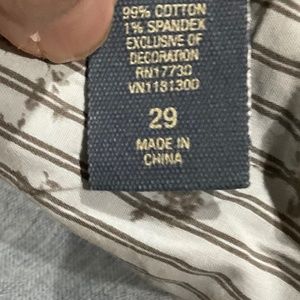 99% COTTON
1% SPANDEX
EXCLUSIVE OF
DECORATION
RN17730
VN1181300
29
MADE IN
CHINA